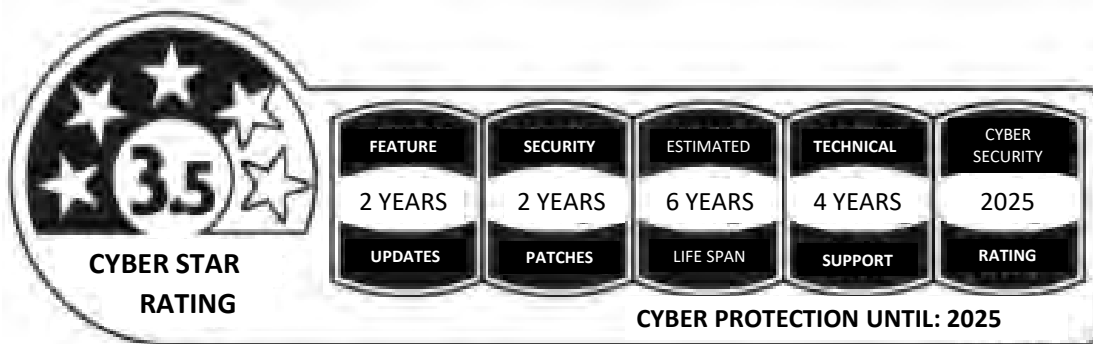 3.5
CYBER STAR
RATING
FEATURE
2 YEARS
UPDATES
SECURITY
2 YEARS
PATCHES
ESTIMATED
6 YEARS
LIFE SPAN
TECHNICAL
4 YEARS
SUPPORT
CYBER
SECURITY
2025
RATING
CYBER PROTECTION UNTIL: 2025